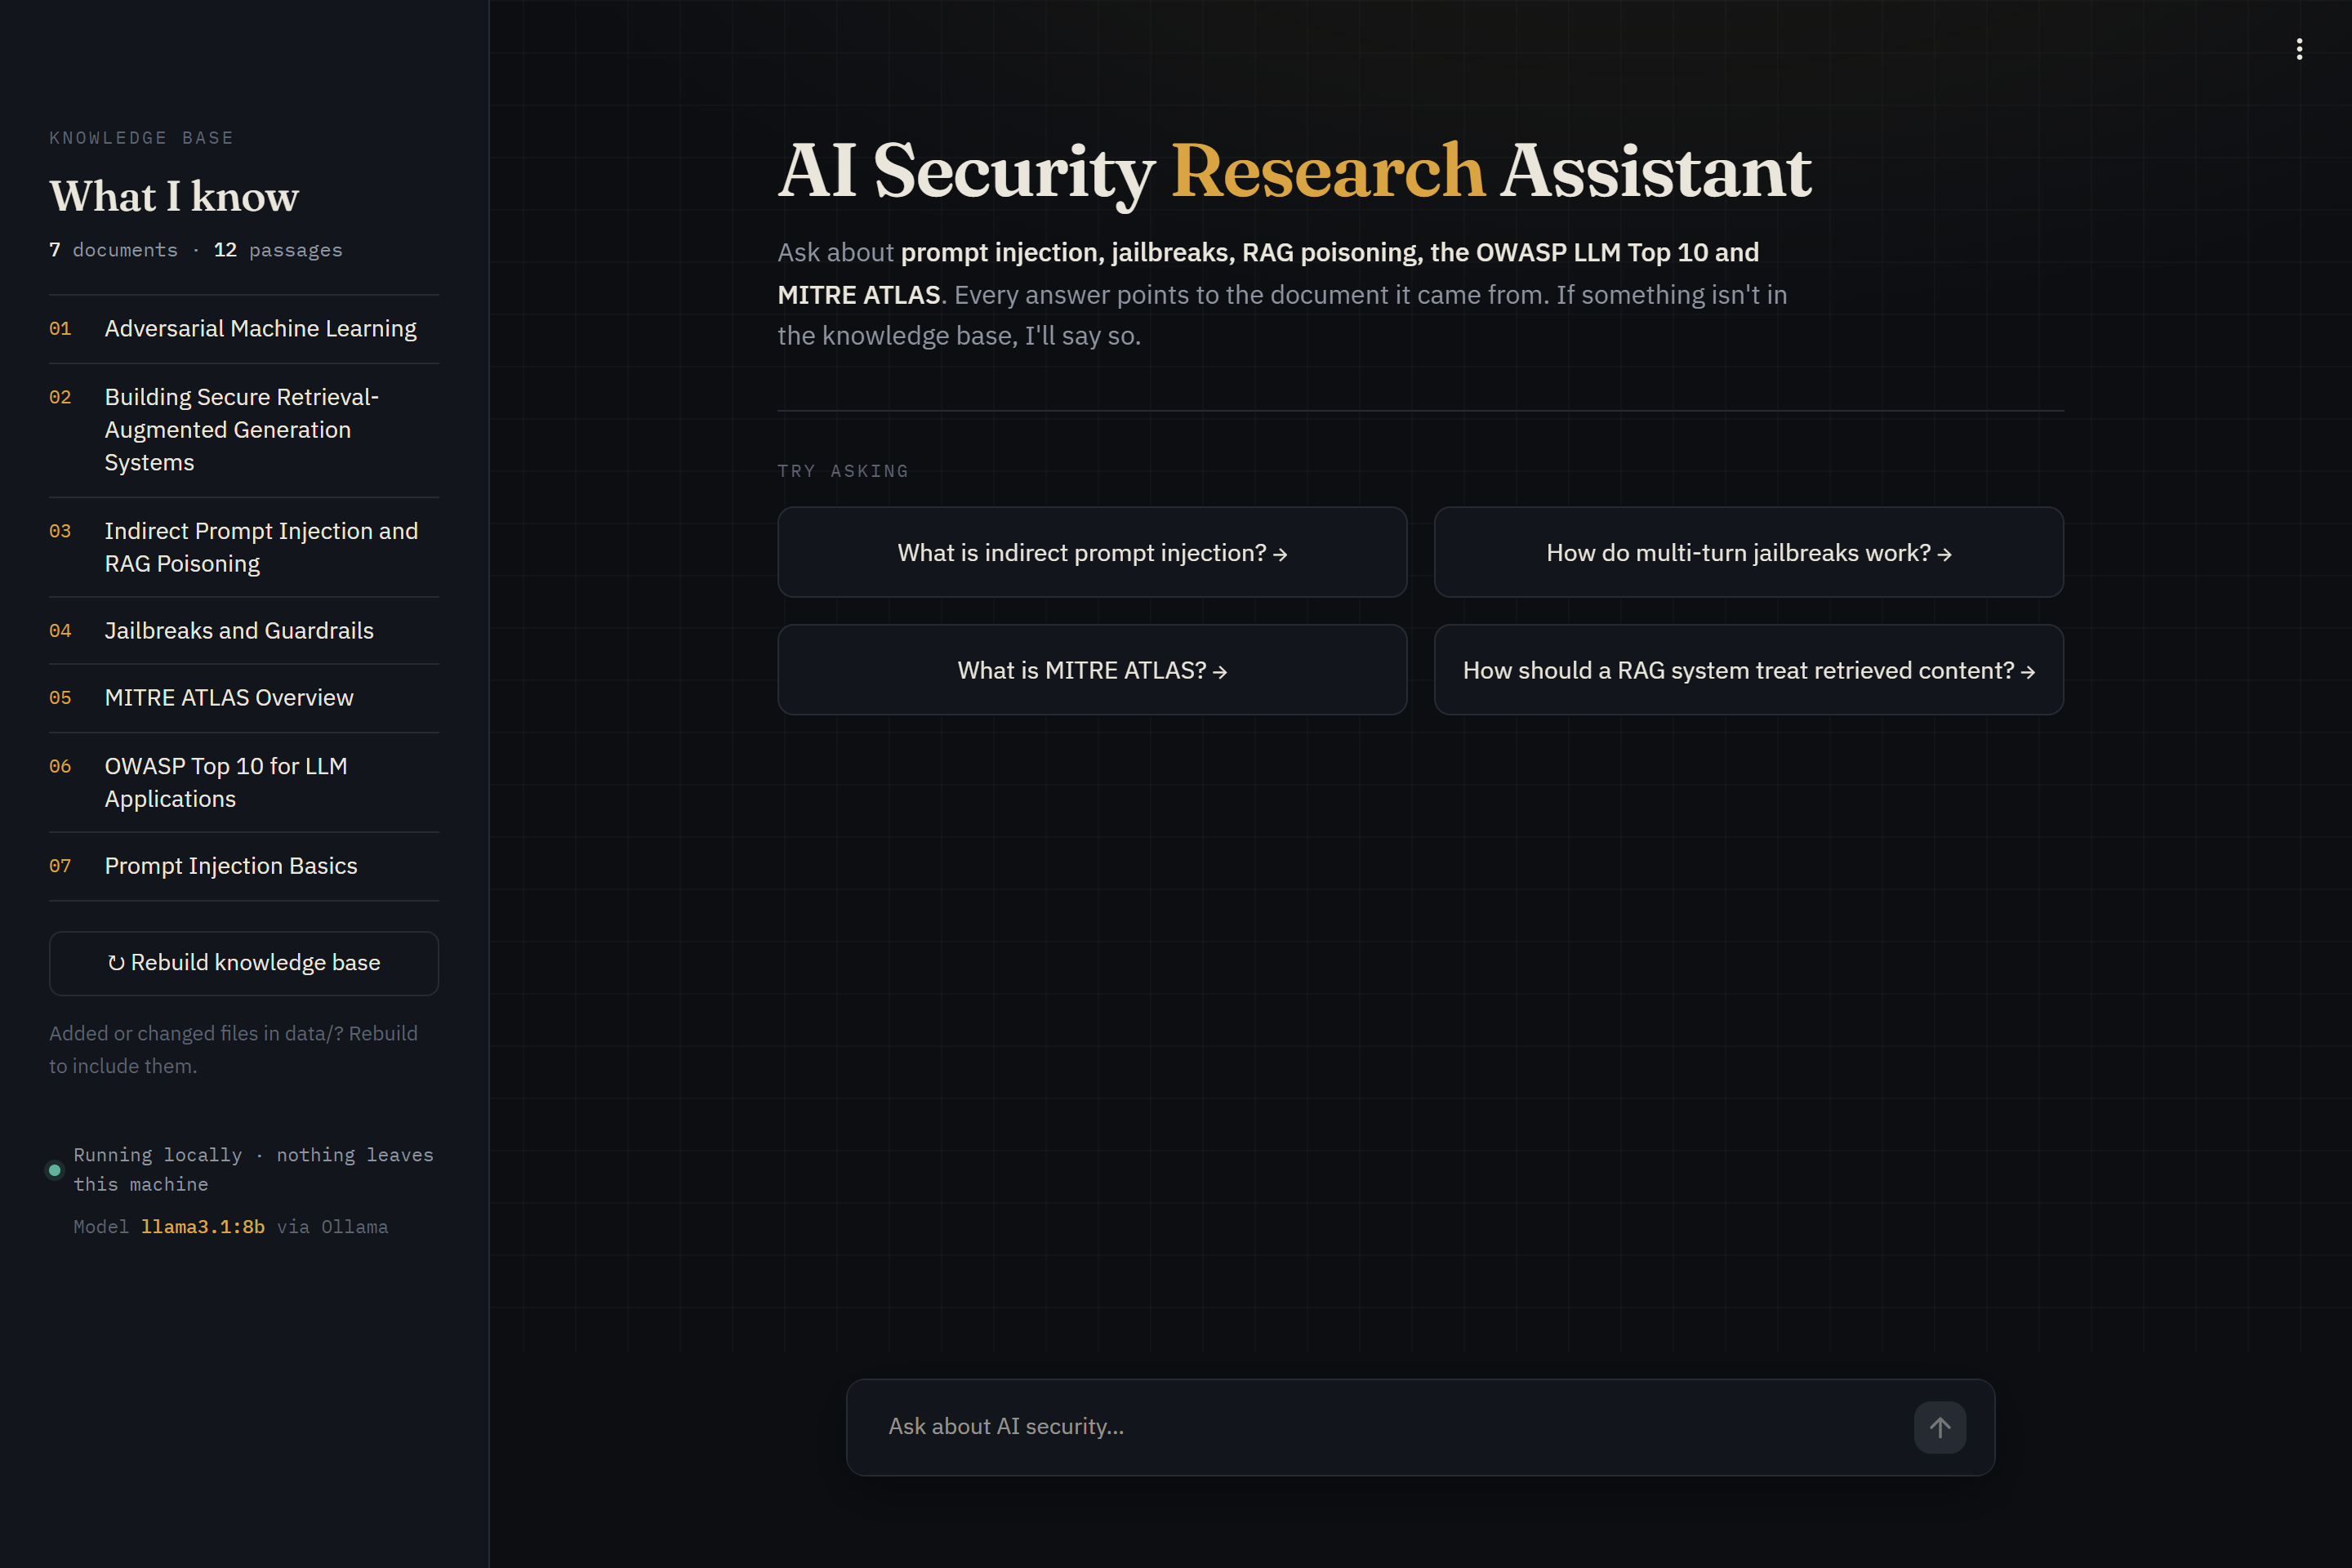 KNOWLEDGE BASE
What I know
7 documents · 12 passages
01 Adversarial Machine Learning
02 Building Secure Retrieval-
Augmented Generation
Systems
03 Indirect Prompt Injection and
RAG Poisoning
04 Jailbreaks and Guardrails
05 MITRE ATLAS Overview
06 OWASP Top 10 for LLM
Applications
07 Prompt Injection Basics
↻ Rebuild knowledge base
Added or changed files in data/? Rebuild
to include them.
Running locally · nothing leaves
this machine
Model llama3.1:8b via Ollama
AI Security Research Assistant
Ask about prompt injection, jailbreaks, RAG poisoning, the OWASP LLM Top 10 and
MITRE ATLAS. Every answer points to the document it came from. If something isn't in
the knowledge base, I'll say so.
TRY ASKING
What is indirect prompt injection? →
How do multi-turn jailbreaks work? →
What is MITRE ATLAS? →
How should a RAG system treat retrieved content? →
Ask about AI security...